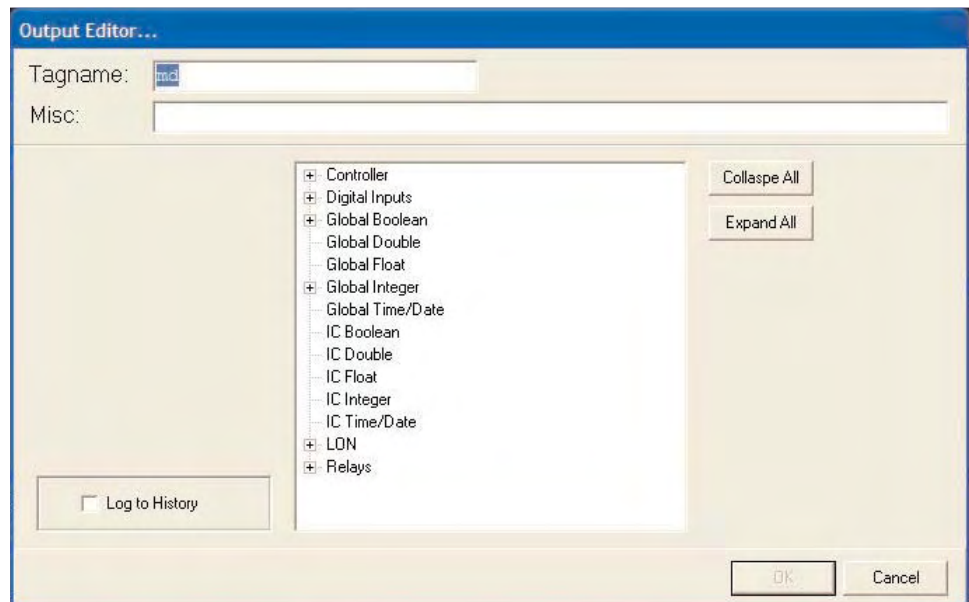 Output Editor...
Tagname: md
Misc:
Controller
Digital Inputs
Global Boolean
Global Double
Global Float
Global Integer
Global Time/Date
IC Boolean
IC Double
IC Float
IC Integer
IC Time/Date
LON
Relays
Collaspe All
Expand All
Log to History
OK
Cancel